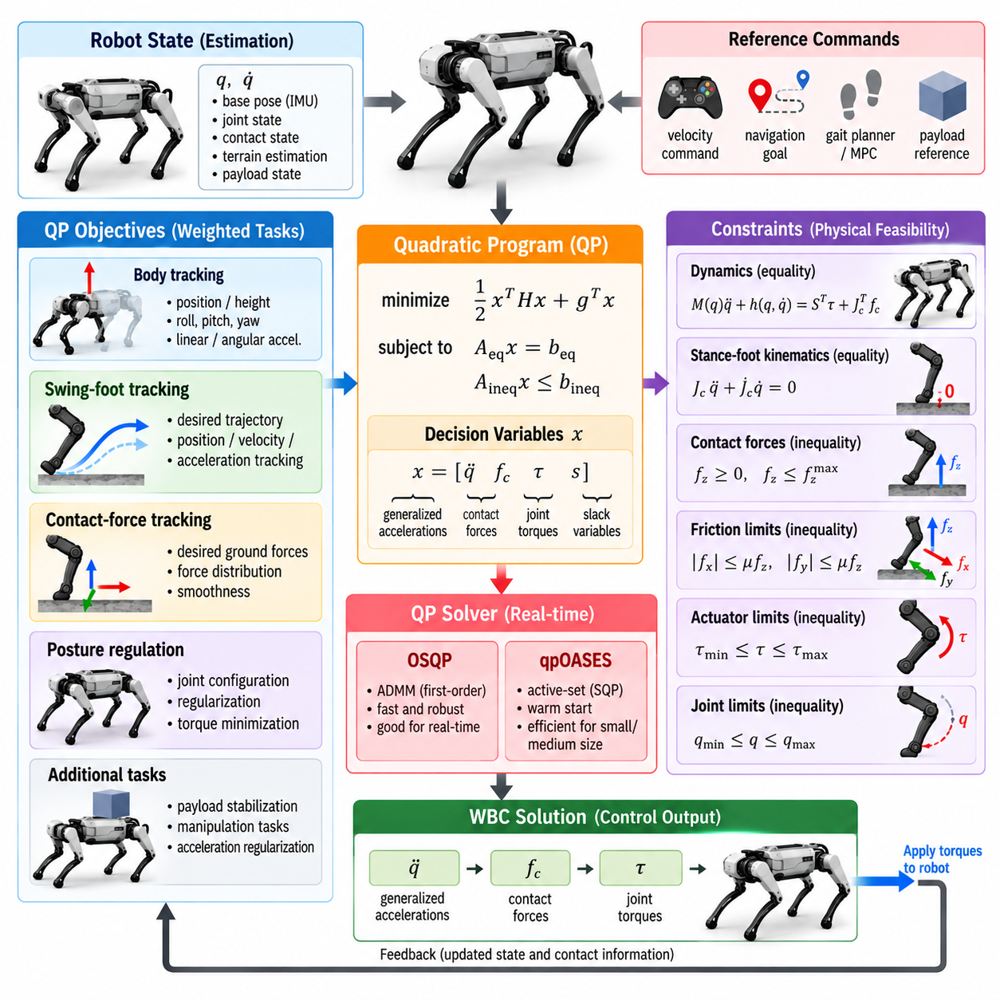 Robot State (Estimation)
q, q̇
• base pose (IMU)
• joint state
• contact state
• terrain estimation
• payload state
Reference Commands
velocity
command
navigation
goal
gait planner
/ MPC
payload
reference
QP Objectives (Weighted Tasks)
Body tracking
• position / height
• roll, pitch, yaw
• linear / angular accel.
Swing-foot tracking
• desired trajectory
• position / velocity /
• acceleration tracking
Contact-force tracking
• desired ground forces
• force distribution
• smoothness
Posture regulation
• joint configuration
• regularization
• torque minimization
Additional tasks
• payload stabilization
• manipulation tasks
• acceleration regularization
Quadratic Program (QP)
minimize 1/2 xᵀHx + gᵀx
subject to A_eq x = b_eq
A_ineq x ≤ b_ineq
Decision Variables x
x = [q̈ f_c τ s]
generalized
accelerations
contact
forces
joint
torques
slack
variables
QP Solver (Real-time)
OSQP
• ADMM (first-order)
• fast and robust
• good for real-time
qpOASES
• active-set (SQP)
• warm start
• efficient for small/
medium size
Constraints (Physical Feasibility)
Dynamics (equality)
M(q)q̈ + h(q, q̇) = Sᵀτ + J_cᵀ f_c
Stance-foot kinematics (equality)
J_c q̈ + J̇_c q̇ = 0
0
Contact forces (inequality)
f_z ≥ 0, f_z ≤ f_z^max
f_z
Friction limits (inequality)
|f_x| ≤ μf_z, |f_y| ≤ μf_z
f_z
f_x
f_y
Actuator limits (inequality)
τ_min ≤ τ ≤ τ_max
τ
Joint limits (inequality)
q_min ≤ q ≤ q_max
q
WBC Solution (Control Output)
q̈
generalized
accelerations
f_c
contact
forces
τ
joint
torques
Apply torques
to robot
Feedback (updated state and contact information)